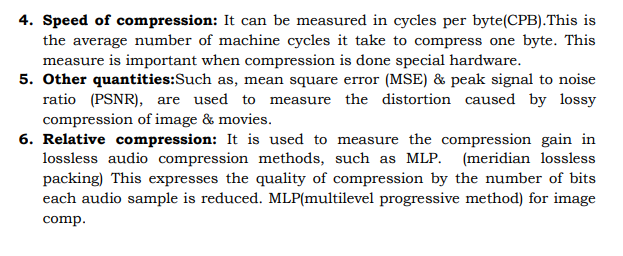 4. Speed of compression: It can be measured in cycles per byte(CPB).This is
the average number of machine cycles it take to compress one byte. This
measure is important when compression is done special hardware.
5. Other quantities:Such as, mean square error (MSE) & peak signal to noise
ratio (PSNR), are used to measure the distortion caused by lossy
compression of image & movies.
6. Relative compression: It is used to measure the compression gain in
lossless audio compression methods, such as MLP. (meridian lossless
packing) This expresses the quality of compression by the number of bits
each audio sample is reduced. MLP(multilevel progressive method) for image
comp.